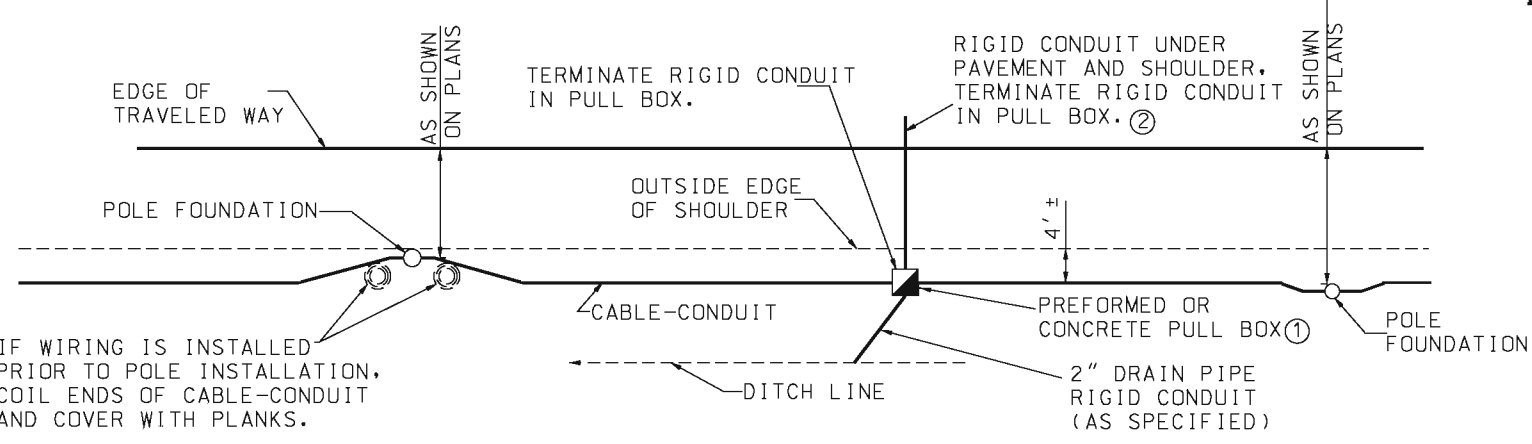 EDGE OF
TRAVELED WAY
AS SHOWN
ON PLANS
TERMINATE RIGID CONDUIT
IN PULL BOX.
RIGID CONDUIT UNDER
PAVEMENT AND SHOULDER,
TERMINATE RIGID CONDUIT
IN PULL BOX. ②
AS SHOWN
ON PLANS
POLE FOUNDATION
OUTSIDE EDGE
OF SHOULDER
4' ±
CABLE-CONDUIT
PREFORMED OR
CONCRETE PULL BOX ①
POLE
FOUNDATION
IF WIRING IS INSTALLED
PRIOR TO POLE INSTALLATION,
COIL ENDS OF CABLE-CONDUIT
AND COVER WITH PLANKS.
DITCH LINE
2" DRAIN PIPE
RIGID CONDUIT
(AS SPECIFIED)